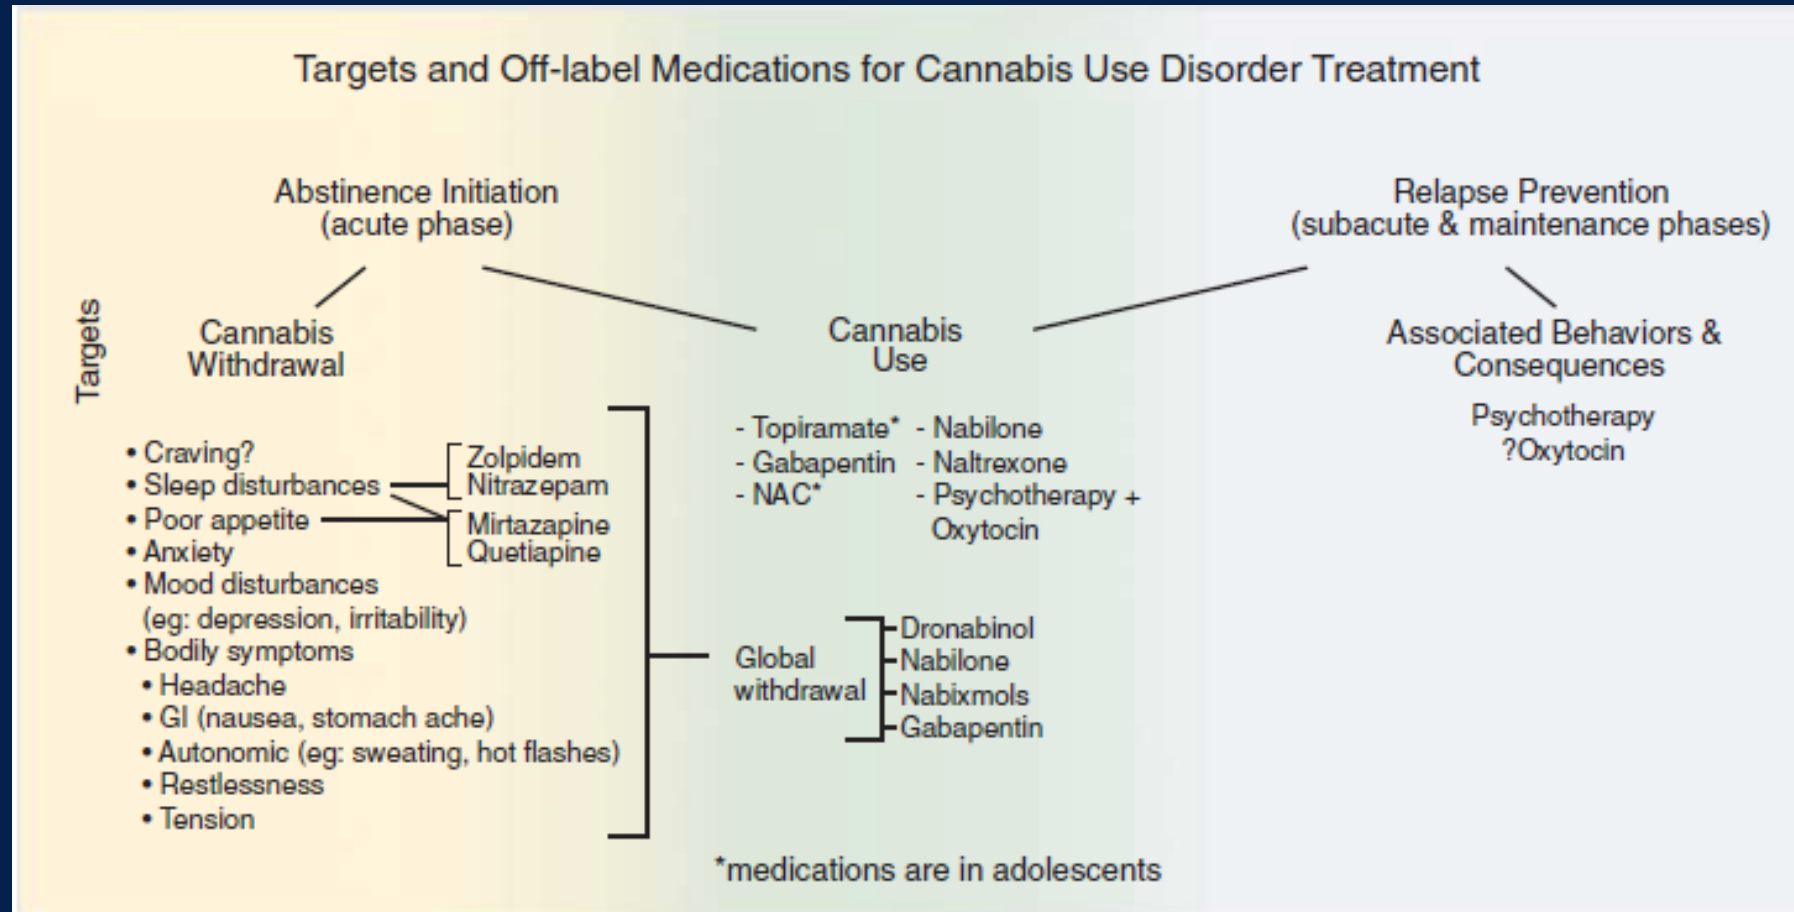 Targets and Off-label Medications for Cannabis Use Disorder Treatment
Abstinence Initiation
(acute phase)
Relapse Prevention
(subacute & maintenance phases)
Targets
Cannabis
Withdrawal
Cannabis
Use
Associated Behaviors &
Consequences
Psychotherapy
?Oxytocin
• Craving?
• Sleep disturbances
• Poor appetite
• Anxiety
• Mood disturbances
(eg: depression, irritability)
• Bodily symptoms
• Headache
• GI (nausea, stomach ache)
• Autonomic (eg: sweating, hot flashes)
• Restlessness
• Tension
Zolpidem
Nitrazepam
Mirtazapine
Quetiapine
- Topiramate*
- Gabapentin
- NAC*
- Nabilone
- Naltrexone
- Psychotherapy +
Oxytocin
Global
withdrawal
Dronabinol
Nabilone
Nabixmols
Gabapentin
*medications are in adolescents